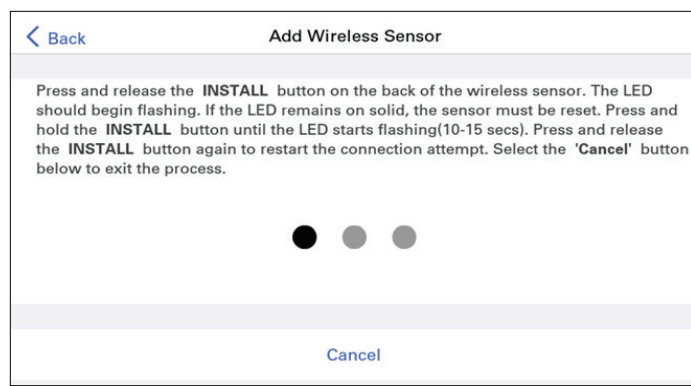 Back
Add Wireless Sensor
Press and release the INSTALL button on the back of the wireless sensor. The LED
should begin flashing. If the LED remains on solid, the sensor must be reset. Press and
hold the INSTALL button until the LED starts flashing(10-15 secs). Press and release
the INSTALL button again to restart the connection attempt. Select the 'Cancel' button
below to exit the process.
Cancel